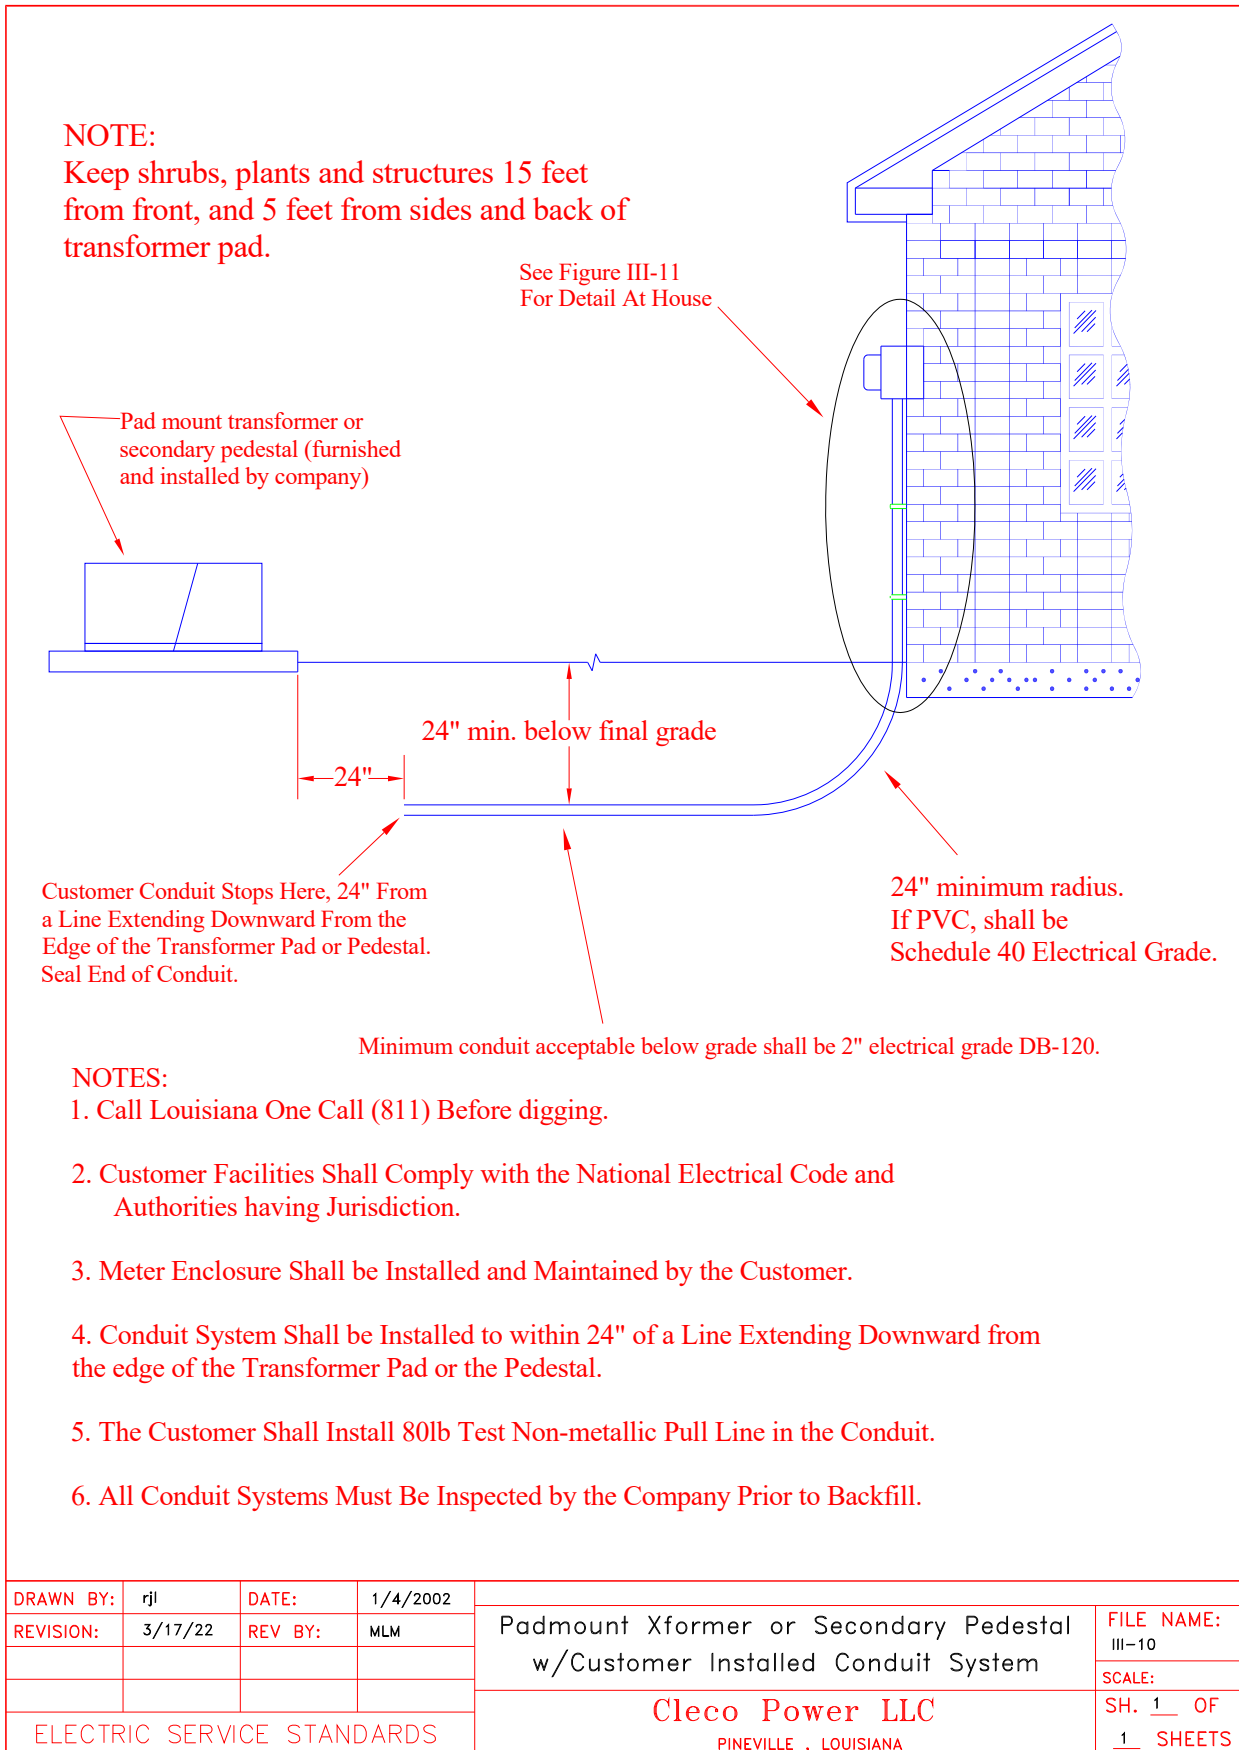 NOTE:
Keep shrubs, plants and structures 15 feet
from front, and 5 feet from sides and back of
transformer pad.
See Figure III-11
For Detail At House
Pad mount transformer or
secondary pedestal (furnished
and installed by company)
24" min. below final grade
24"
Customer Conduit Stops Here, 24" From
a Line Extending Downward From the
Edge of the Transformer Pad or Pedestal.
Seal End of Conduit.
24" minimum radius.
If PVC, shall be
Schedule 40 Electrical Grade.
Minimum conduit acceptable below grade shall be 2" electrical grade DB-120.
NOTES:
1. Call Louisiana One Call (811) Before digging.
2. Customer Facilities Shall Comply with the National Electrical Code and
Authorities having Jurisdiction.
3. Meter Enclosure Shall be Installed and Maintained by the Customer.
4. Conduit System Shall be Installed to within 24" of a Line Extending Downward from
the edge of the Transformer Pad or the Pedestal.
5. The Customer Shall Install 80lb Test Non-metallic Pull Line in the Conduit.
6. All Conduit Systems Must Be Inspected by the Company Prior to Backfill.
DRAWN BY: rjl DATE: 1/4/2002
REVISION: 3/17/22 REV BY: MLM
ELECTRIC SERVICE STANDARDS
Padmount Xformer or Secondary Pedestal
w/Customer Installed Conduit System
Cleco Power LLC
PINEVILLE , LOUISIANA
FILE NAME:
III-10
SCALE:
SH. 1 OF
1 SHEETS